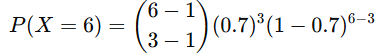 P(X = 6) = \binom{6 - 1}{3 - 1} (0.7)^3 (1 - 0.7)^{6-3}